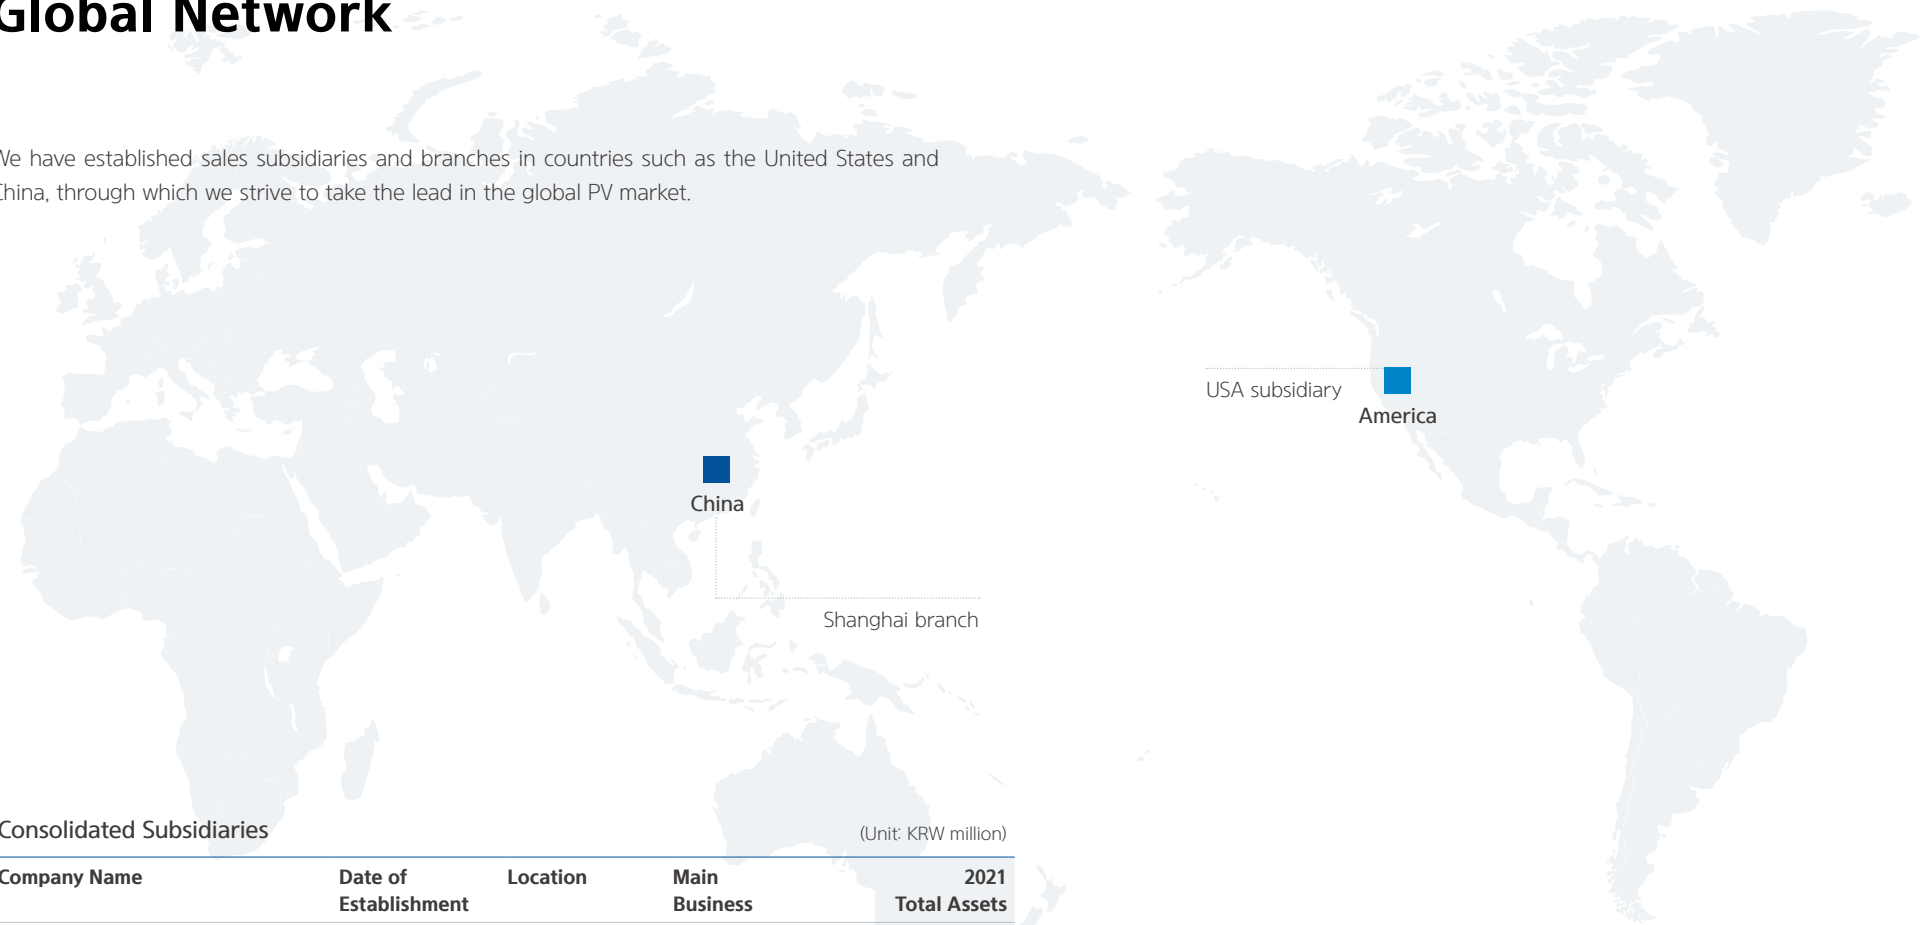 Global Network
We have established sales subsidiaries and branches in countries such as the United States and
China, through which we strive to take the lead in the global PV market.
USA subsidiary
America
China
Shanghai branch
Consolidated Subsidiaries
(Unit: KRW million)
Company Name
Date of
Establishment
Location
Main
Business
2021
Total Assets